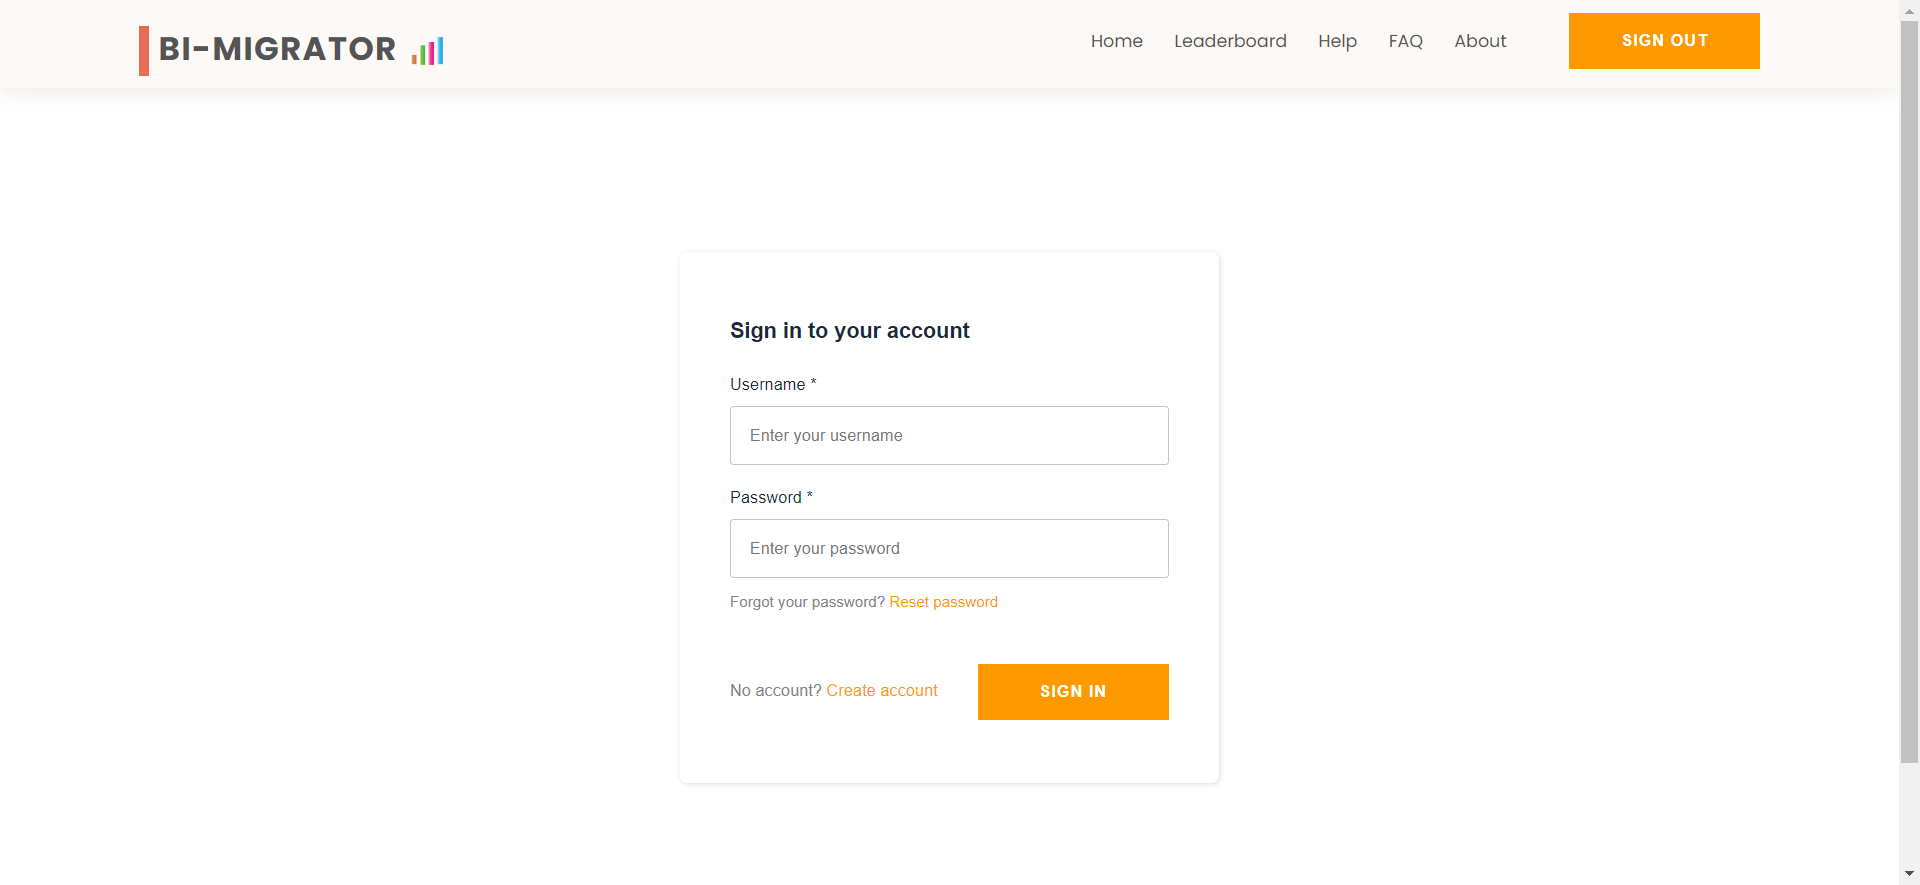 BI-MIGRATOR
Home Leaderboard Help FAQ About SIGN OUT
Sign in to your account
Username *
Enter your username
Password *
Enter your password
Forgot your password? Reset password
No account? Create account SIGN IN